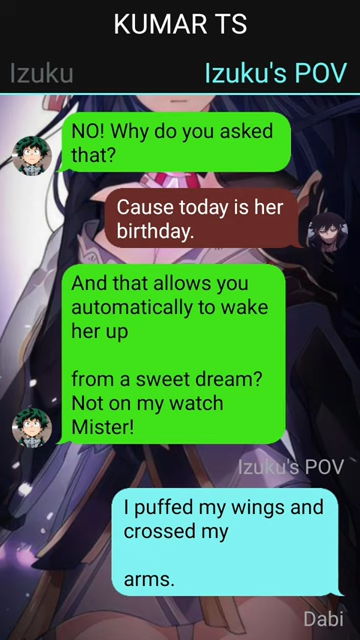 KUMAR TS
Izuku
Izuku's POV
NO! Why do you asked
that?
Cause today is her
birthday.
And that allows you
automatically to wake
her up
from a sweet dream?
Not on my watch
Mister!
Izuku's POV
I puffed my wings and
crossed my
arms.
Dabi